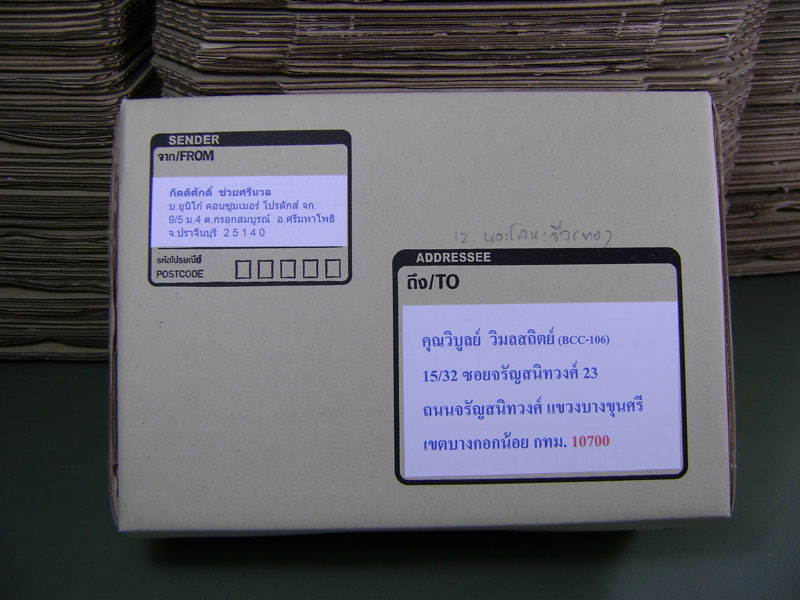 SENDER
จาก/FROM
กิตติศักดิ์ ช่วยศรีนวล
บ.ยูนิโก้ คอนซูมเมอร์ โปรดักส์ จก.
9/5 ม.4 ต.กรอกสมบูรณ์ อ.ศรีมหาโพธิ
จ.ปราจีนบุรี 25140
รหัสไปรษณีย์
POSTCODE
12.
ADDRESSEE
ถึง/TO
คุณวิบูลย์ วิมลสถิตย์ (BCC-106)
15/32 ซอยจรัญสนิทวงศ์ 23
ถนนจรัญสนิทวงศ์ แขวงบางขุนศรี
เขตบางกอกน้อย กทม. 10700